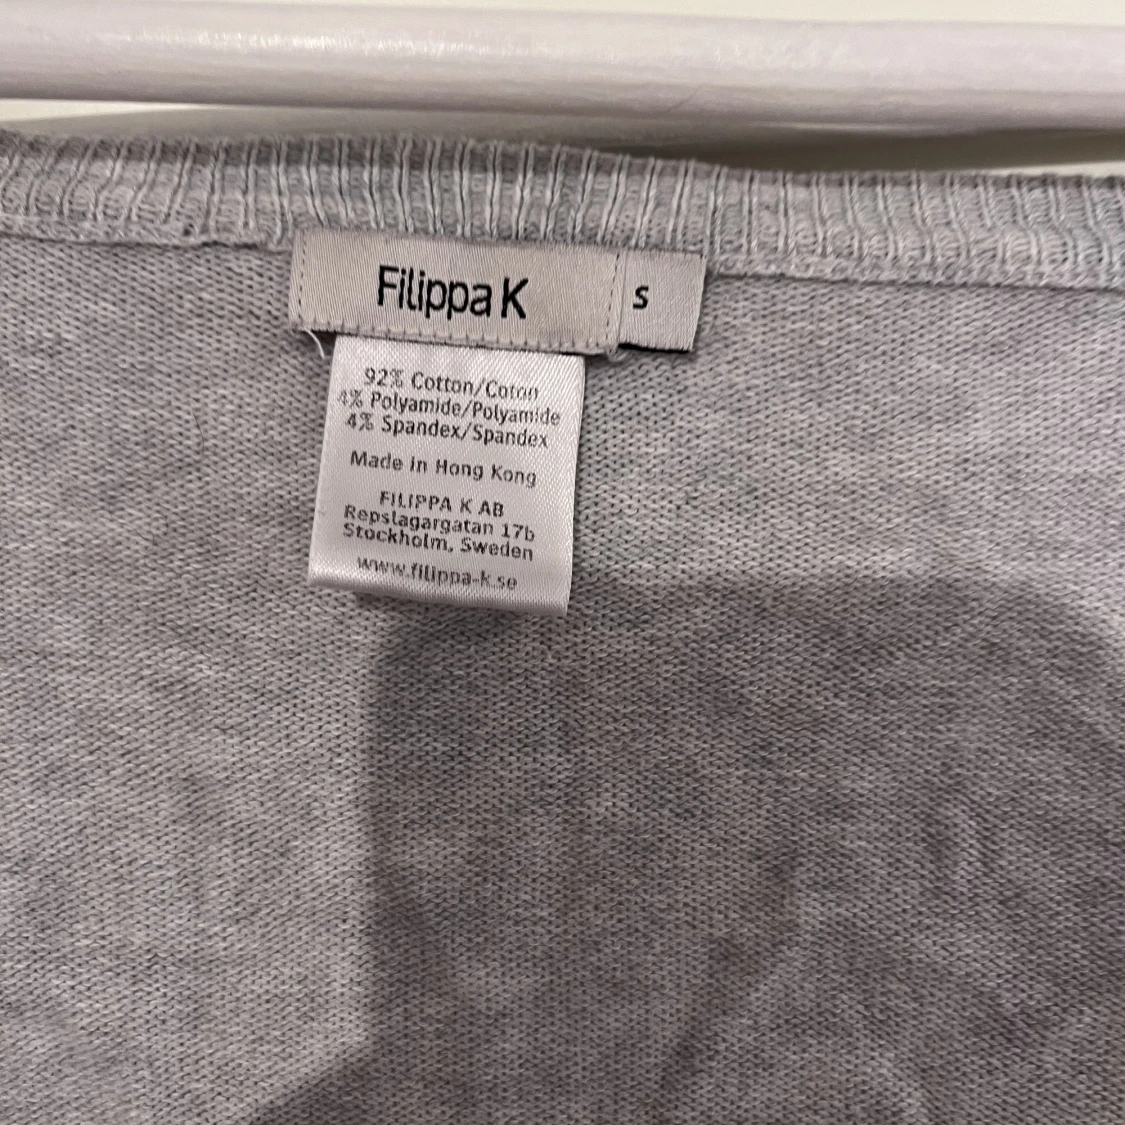 Filippa K
S
92% Cotton/Coton
4% Polyamide/Polyamide
4% Spandex/Spandex
Made in Hong Kong
FILIPPA K AB
Repslagargatan 17b
Stockholm, Sweden
www.filippa-k.se